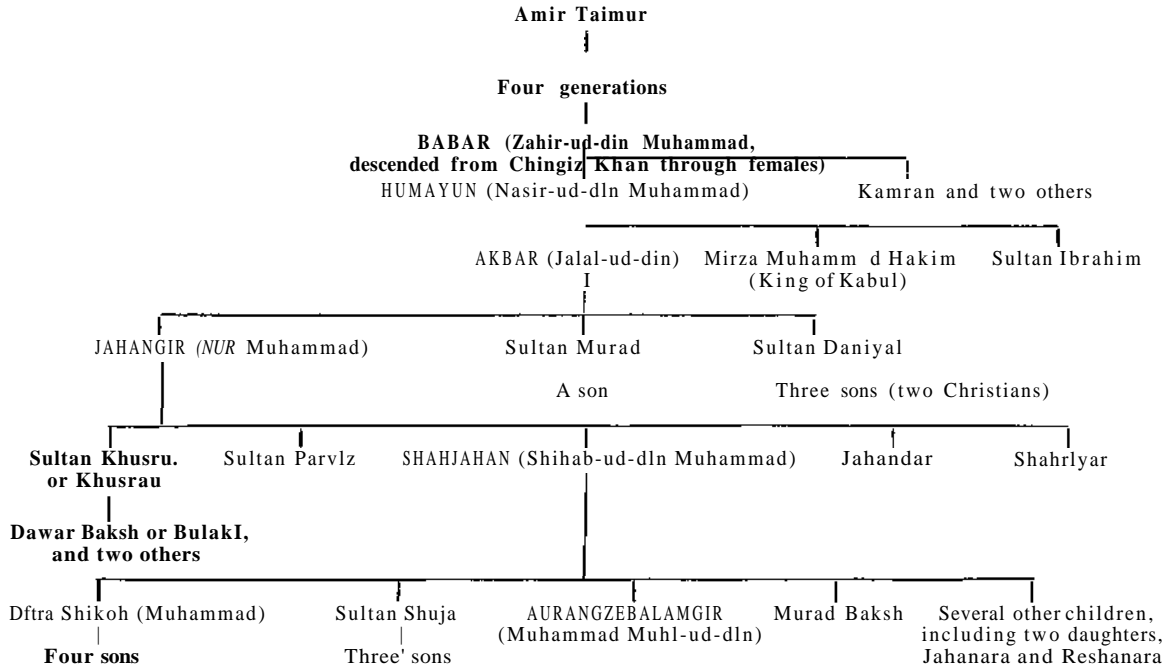 Amir Taimur
Four generations
BABAR (Zahir-ud-din Muhammad,
descended from Chingiz Khan through females)
HUMAYUN (Nasir-ud-dln Muhammad)
Kamran and two others
AKBAR (Jalal-ud-din)
I
Mirza Muhamm d Hakim
(King of Kabul)
Sultan Ibrahim
JAHANGIR (NUR Muhammad)
Sultan Murad
Sultan Daniyal
A son
Three sons (two Christians)
Sultan Khusru.
or Khusrau
Sultan Parvlz
SHAHJAHAN (Shihab-ud-dln Muhammad)
Jahandar
Shahrlyar
Dawar Baksh or BulakI,
and two others
Dftra Shikoh (Muhammad)
Sultan Shuja
AURANGZEBALAMGIR
(Muhammad Muhl-ud-dln)
Murad Baksh
Several other children,
including two daughters,
Jahanara and Reshanara
Four sons
Three' sons